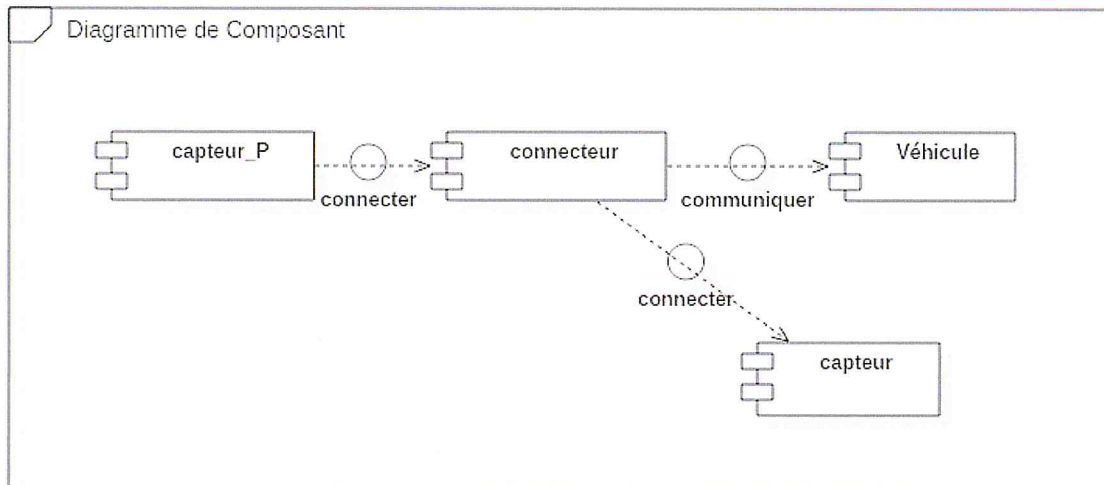 Diagramme de Composant
capteur_P
connecteur
Véhicule
connecter
communiquer
connecter
capteur